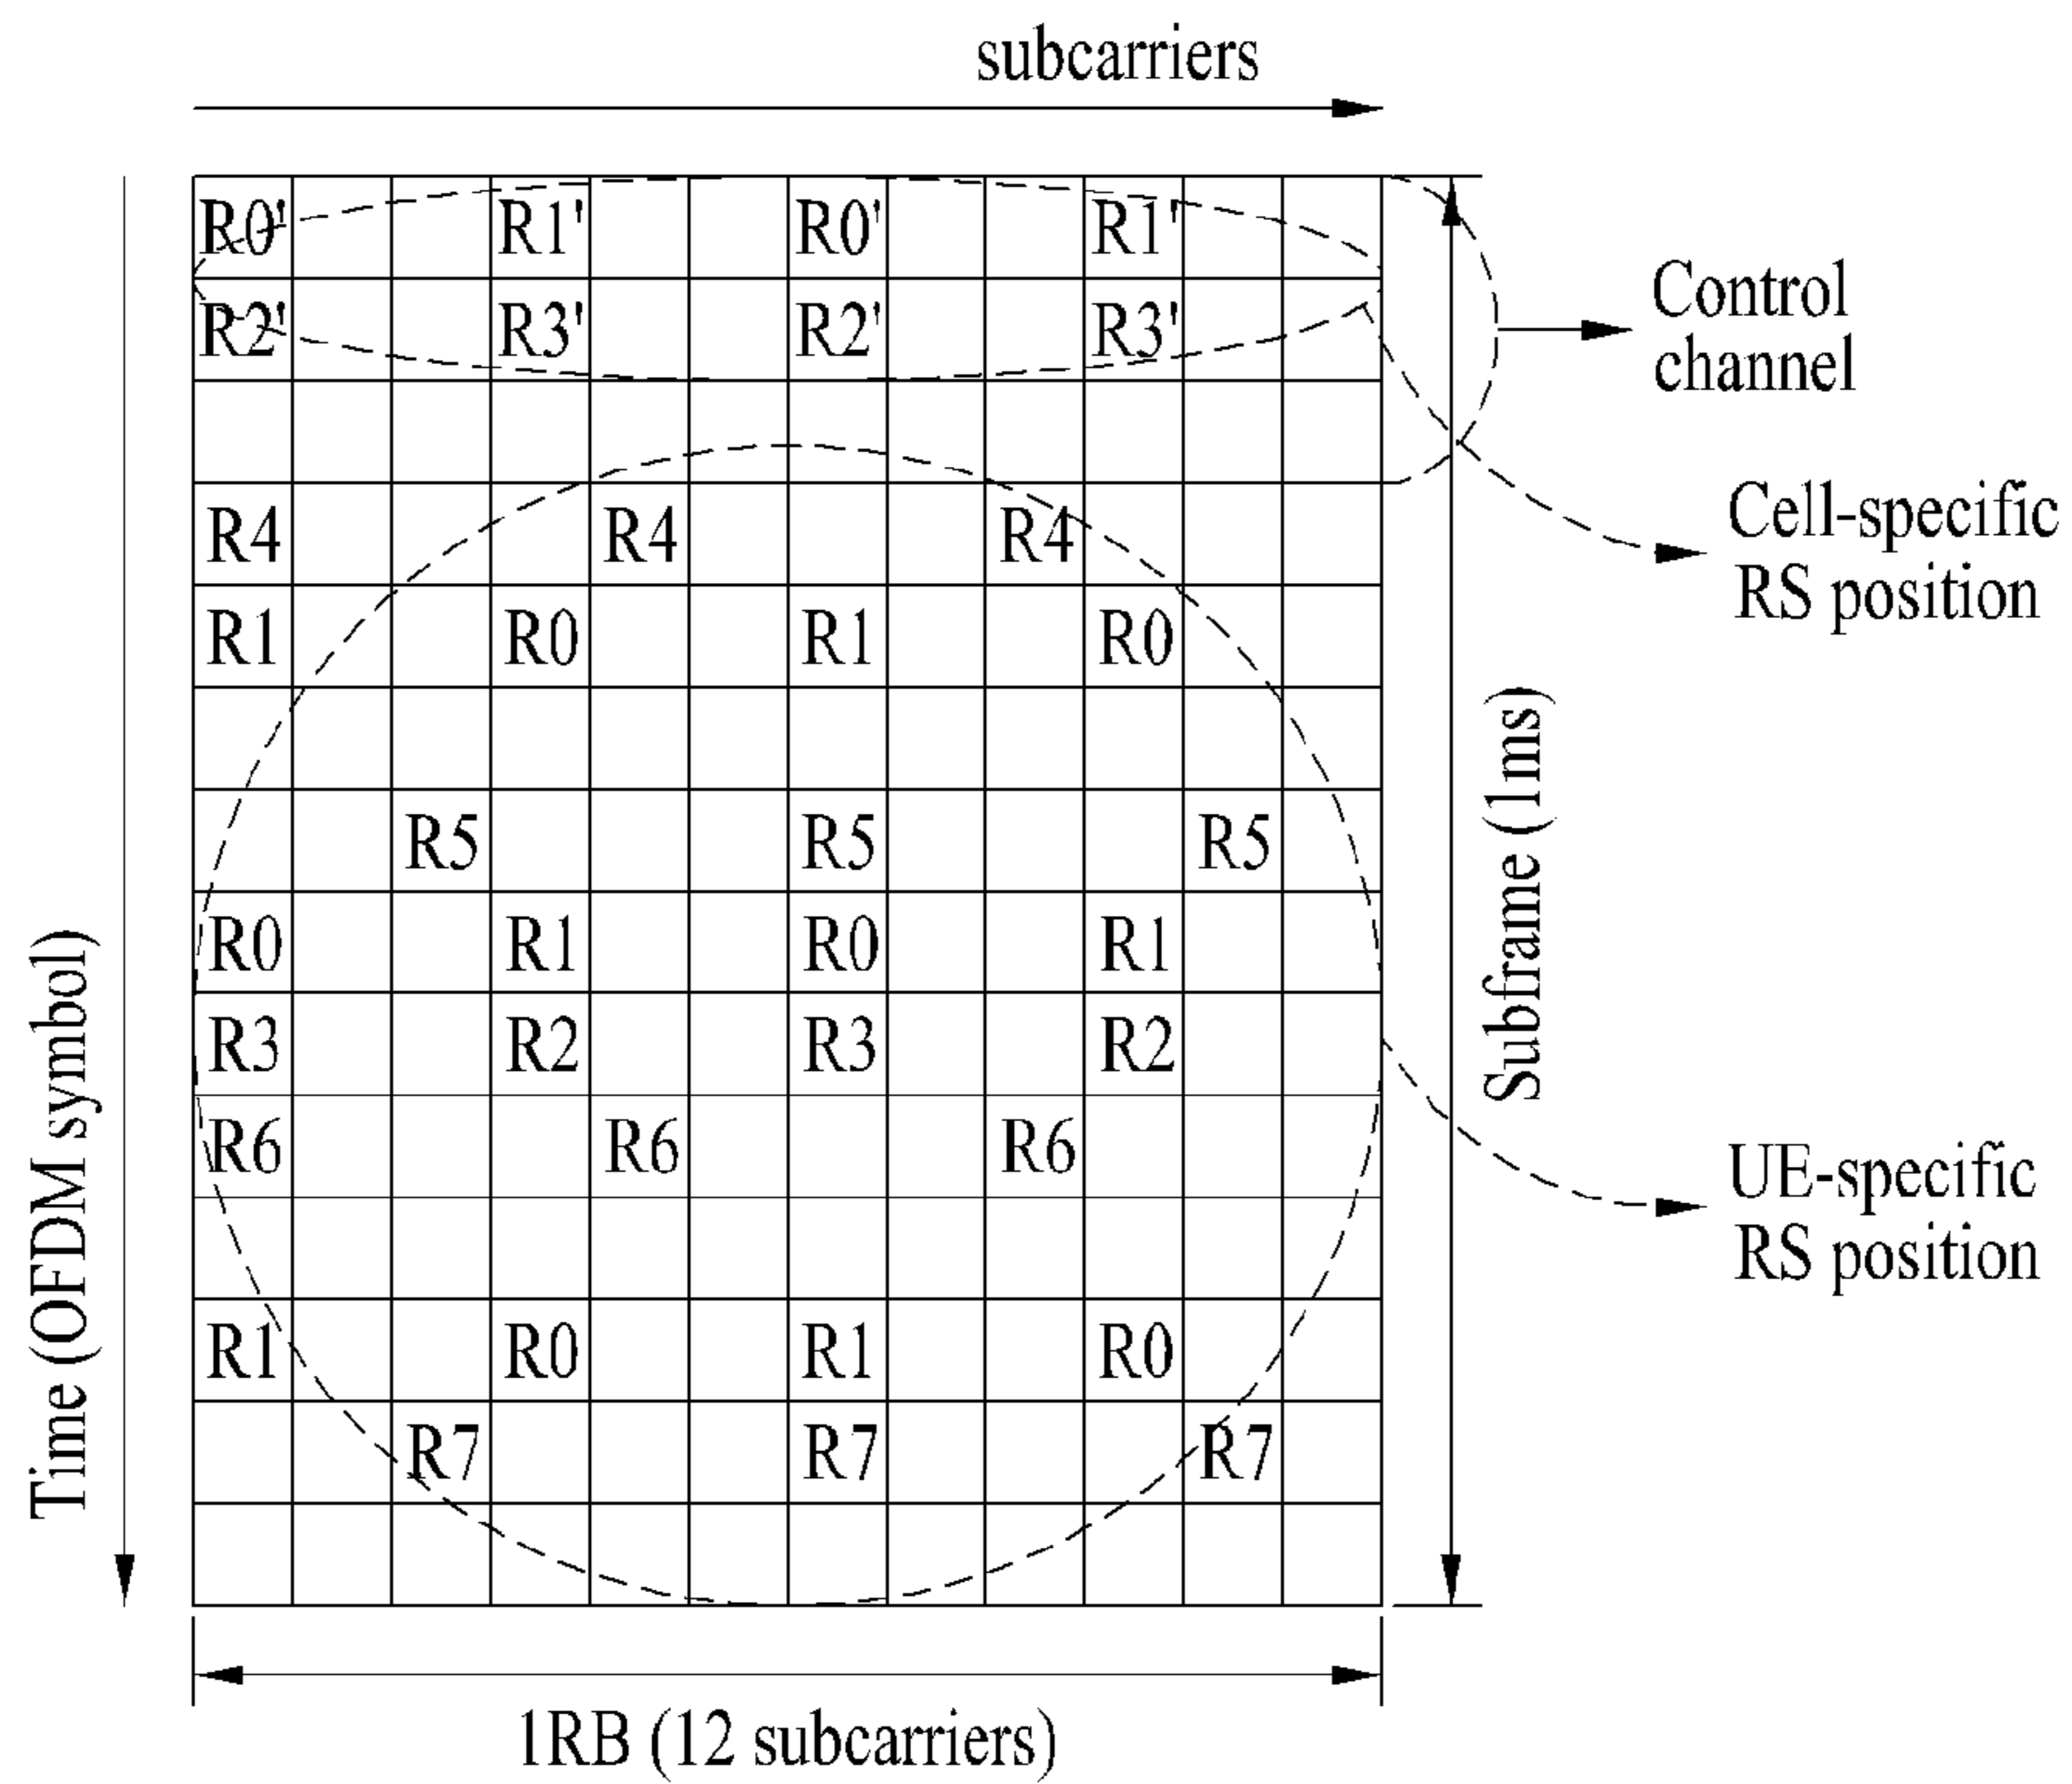 subcarriers
R0' R1' R0' R1'
R2' R3' R2' R3'
Control
channel
R4 R4 R4
Cell-specific
RS position
R1 R0 R1 R0
R5 R5 R5
Subframe (1ms)
R0 R1 R0 R1
Time (OFDM symbol)
R3 R2 R3 R2
R6 R6 R6
UE-specific
RS position
R1 R0 R1 R0
R7 R7 R7
1RB (12 subcarriers)